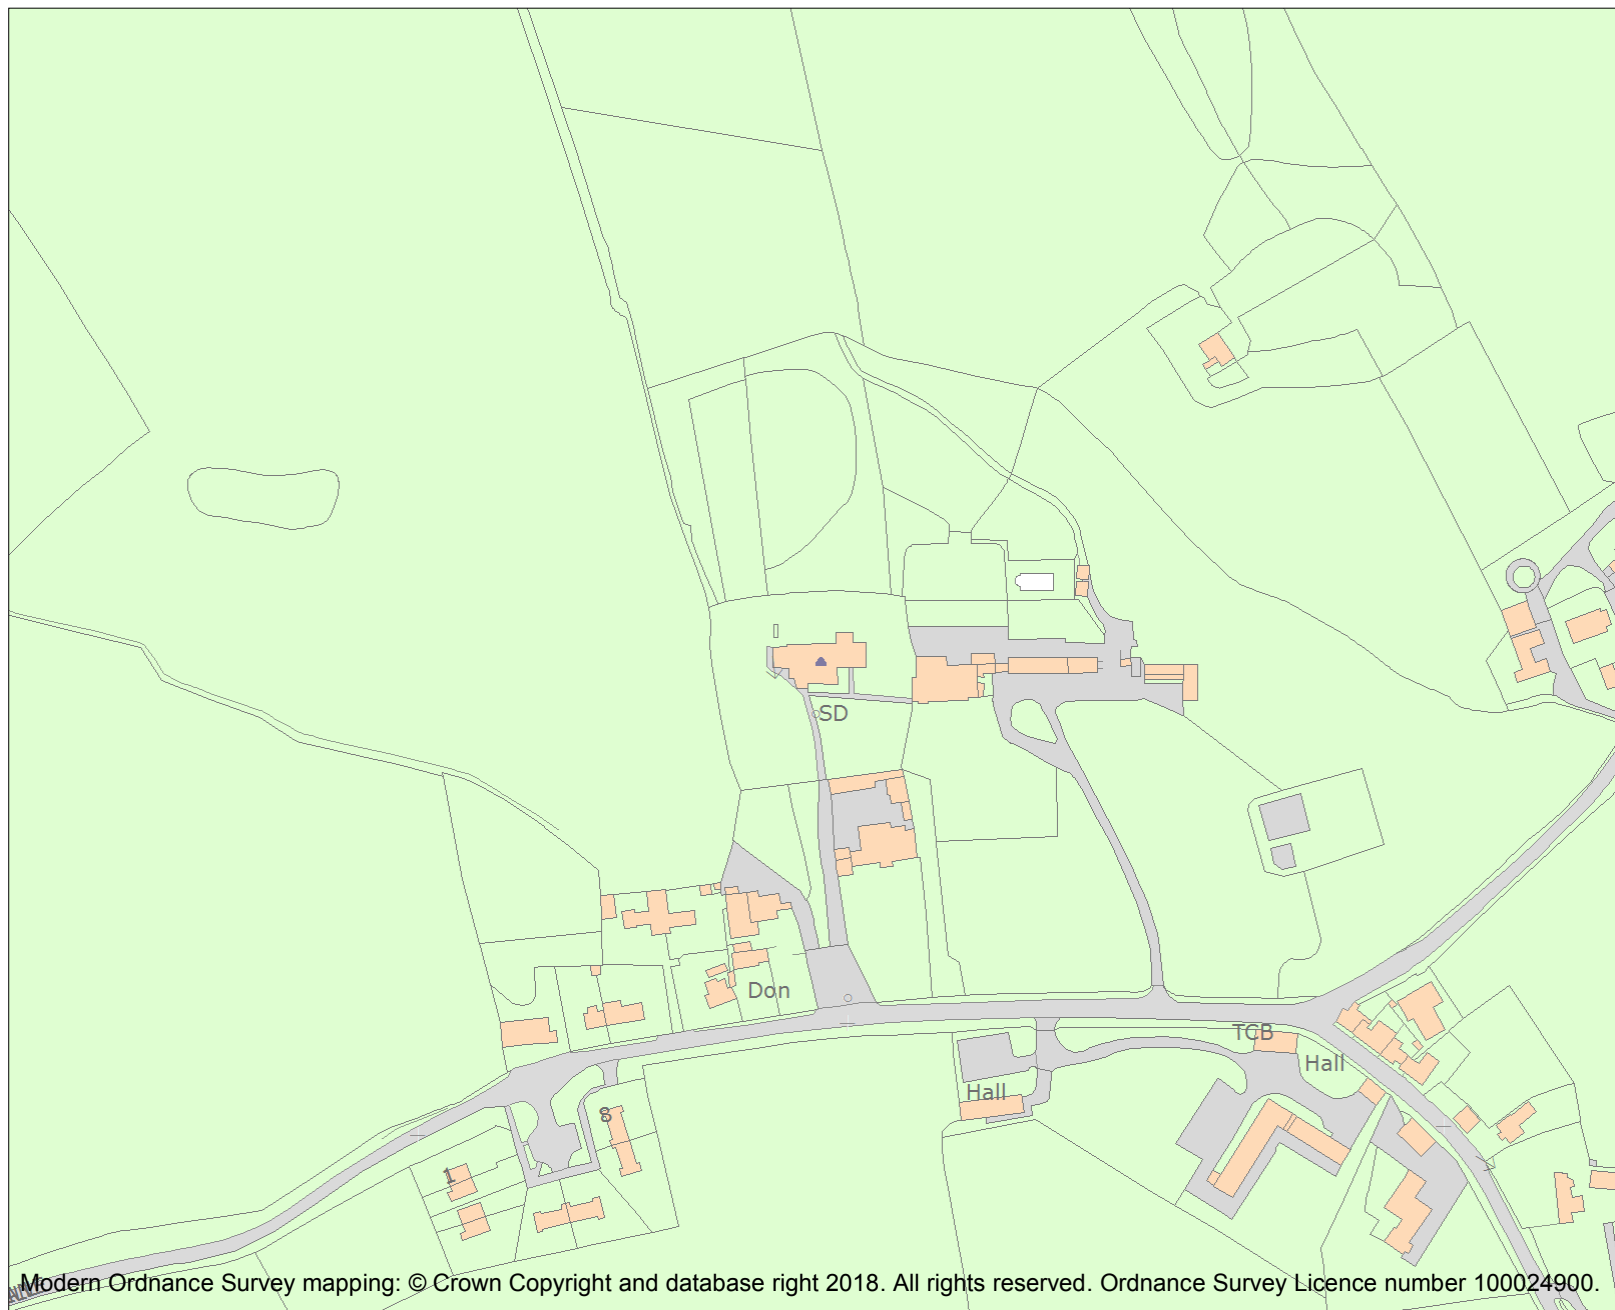 SD
Don
TCB
Hall
Hall
8
1
Modern Ordnance Survey mapping: © Crown Copyright and database right 2018. All rights reserved. Ordnance Survey Licence number 100024900.